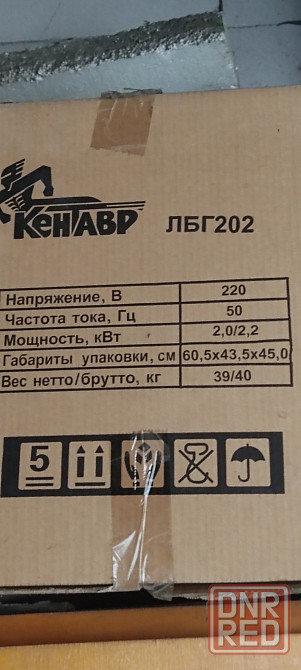 КЕНТАВР
ЛБГ202
Напряжение, В 220
Частота тока, Гц 50
Мощность, кВт 2,0/2,2
Габариты упаковки, см 60,5х43,5х45,0
Вес нетто/брутто, кг 39/40
5
DNR
RED